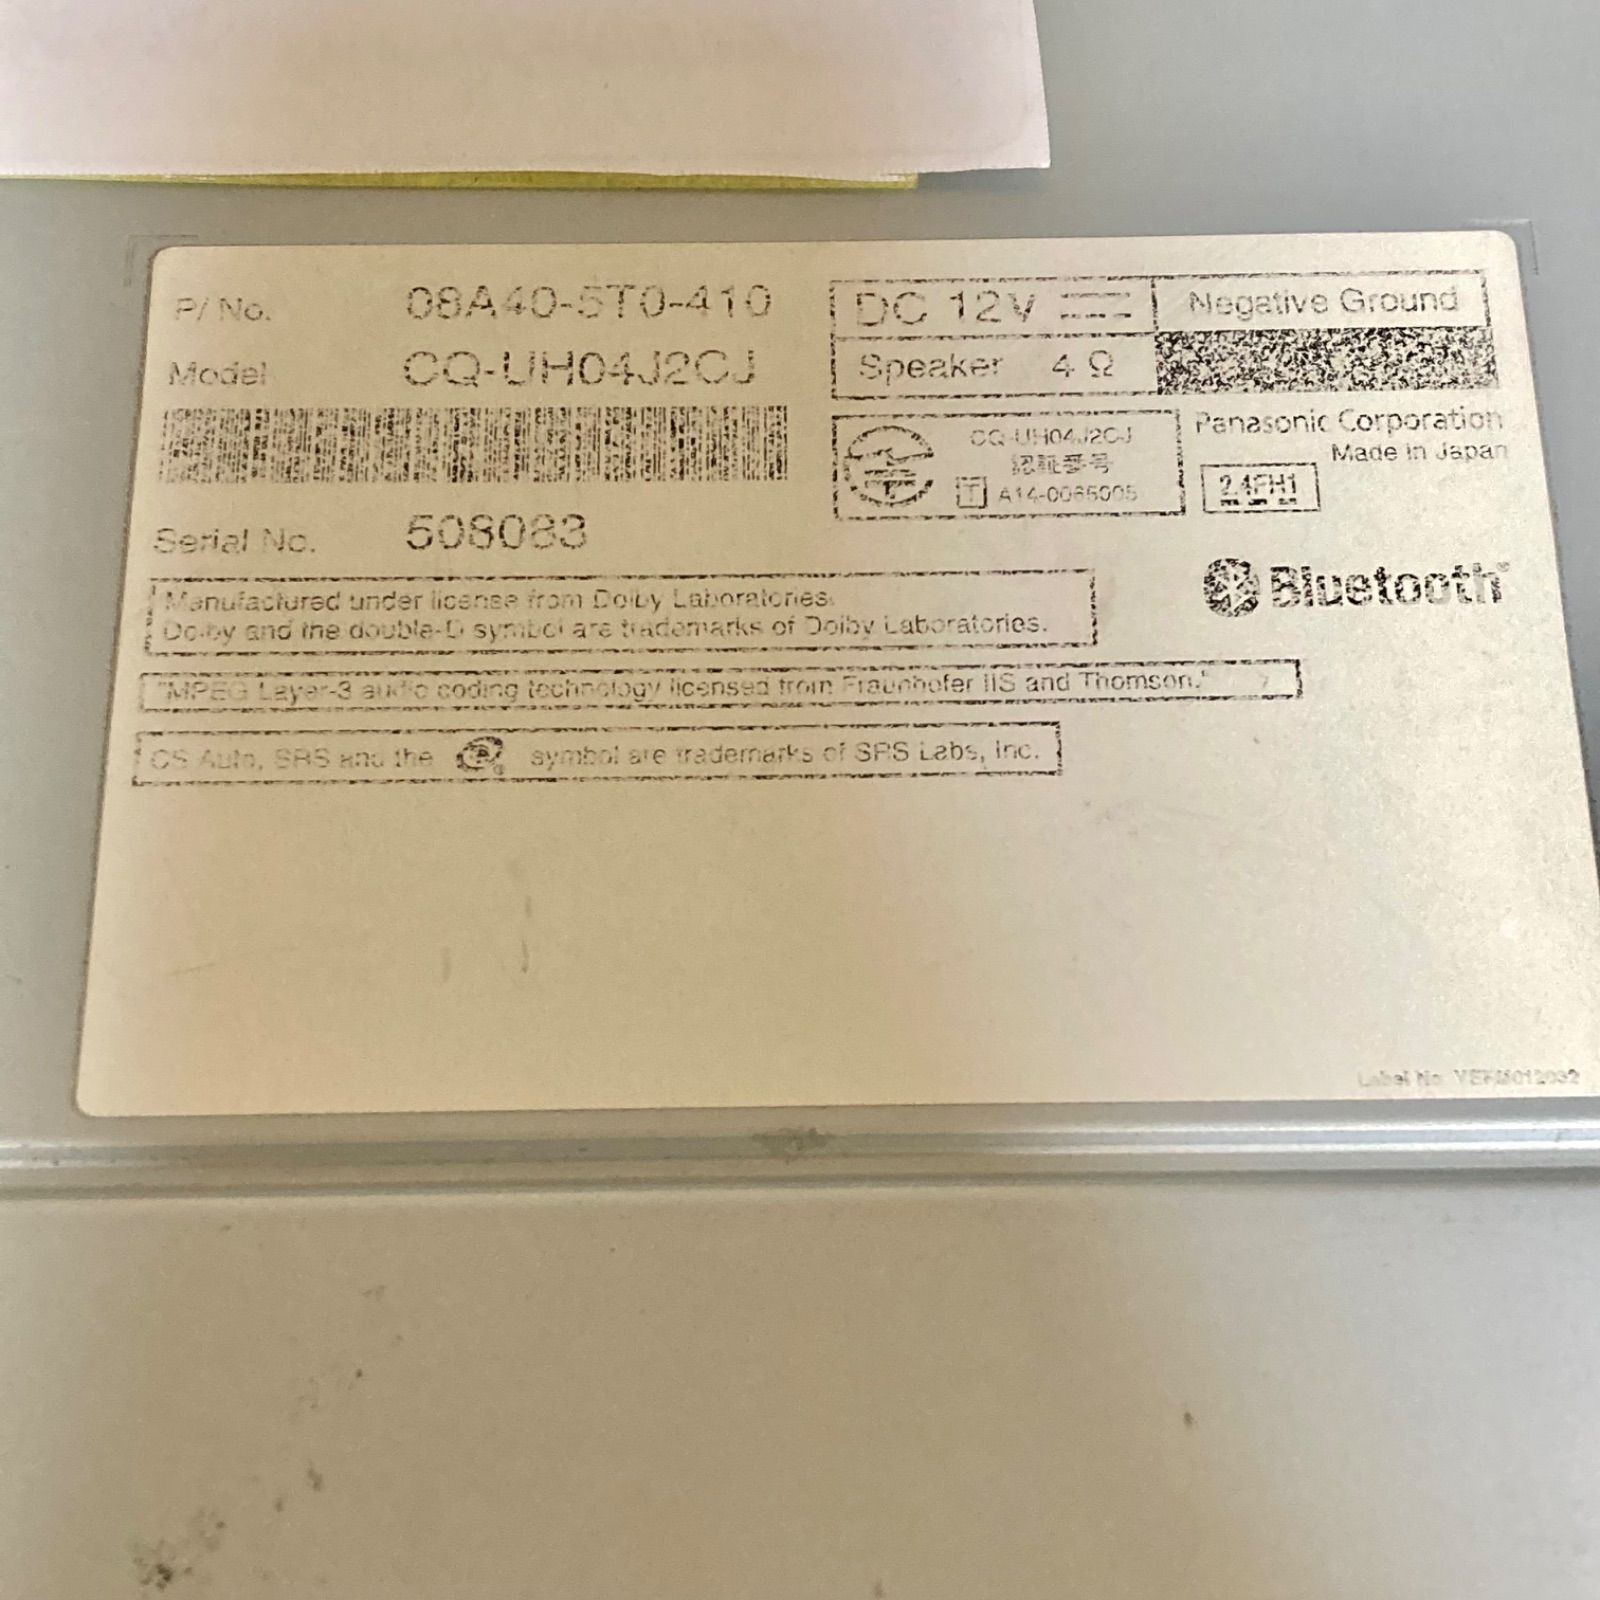 P/ No. 08A40-5T0-410
Model CQ-UH04J2CJ
Serial No. 508083
DC 12V
Negative Ground
Speaker 4 Ω
CQ-UH04J2CJ
認証番号
T A14-0066005
Panasonic Corporation
Made in Japan
2.4FH1
Bluetooth®
Manufactured under license from Dolby Laboratories.
Dolby and the double-D symbol are trademarks of Dolby Laboratories.
"MPEG Layer-3 audio coding technology licensed from Fraunhofer IIS and Thomson."
CS Auto, SRS and the symbol are trademarks of SRS Labs, Inc.
Label No.